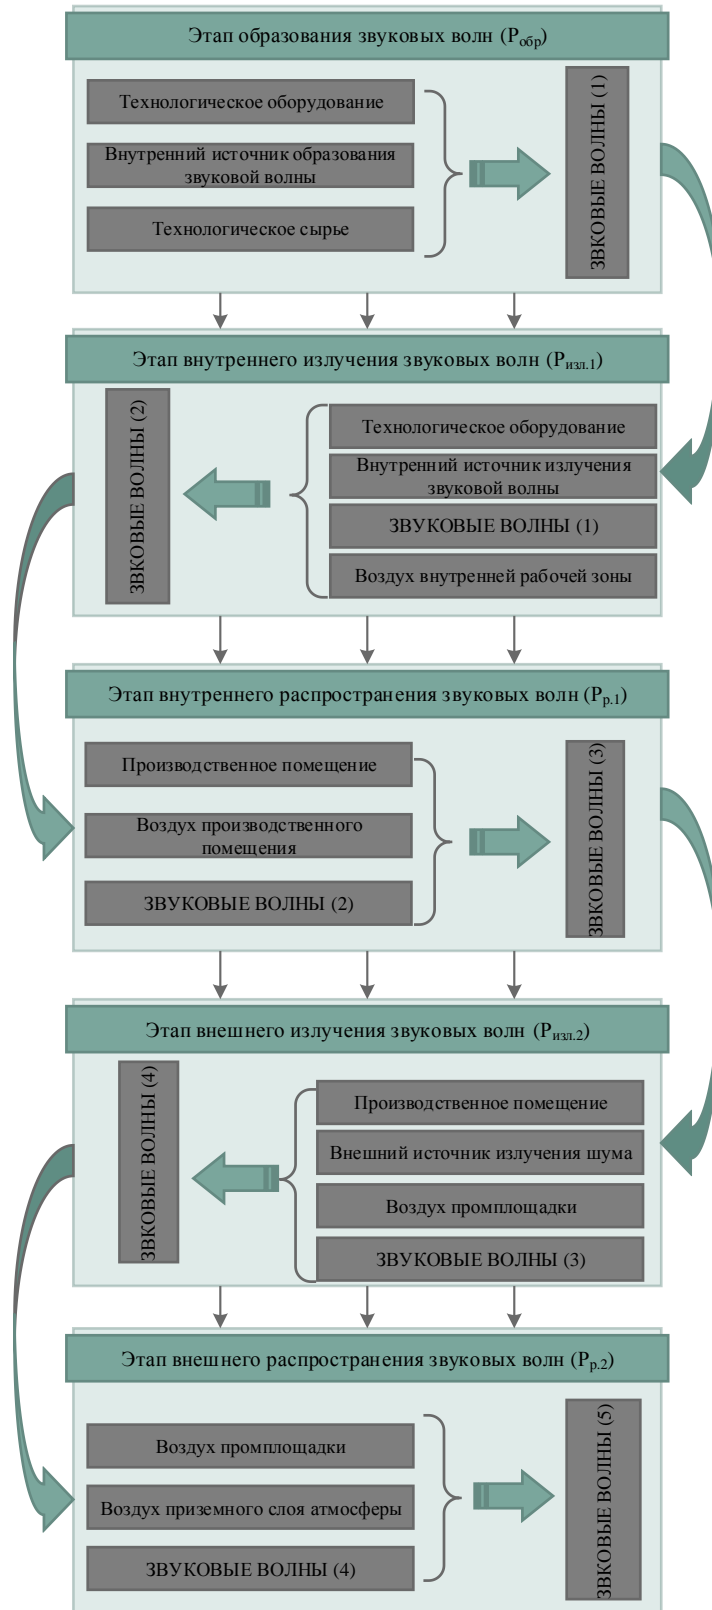 Этап образования звуковых волн (Pобр)
Технологическое оборудование
Внутренний источник образования
звуковой волны
Технологическое сырье
ЗВКОВЫЕ ВОЛНЫ (1)
Этап внутреннего излучения звуковых волн (Pизл.1)
ЗВКОВЫЕ ВОЛНЫ (2)
Технологическое оборудование
Внутренний источник излучения
звуковой волны
ЗВУКОВЫЕ ВОЛНЫ (1)
Воздух внутренней рабочей зоны
Этап внутреннего распространения звуковых волн (Pр.1)
Производственное помещение
Воздух производственного
помещения
ЗВУКОВЫЕ ВОЛНЫ (2)
ЗВКОВЫЕ ВОЛНЫ (3)
Этап внешнего излучения звуковых волн (Pизл.2)
ЗВКОВЫЕ ВОЛНЫ (4)
Производственное помещение
Внешний источник излучения шума
Воздух промплощадки
ЗВУКОВЫЕ ВОЛНЫ (3)
Этап внешнего распространения звуковых волн (Pр.2)
Воздух промплощадки
Воздух приземного слоя атмосферы
ЗВУКОВЫЕ ВОЛНЫ (4)
ЗВКОВЫЕ ВОЛНЫ (5)